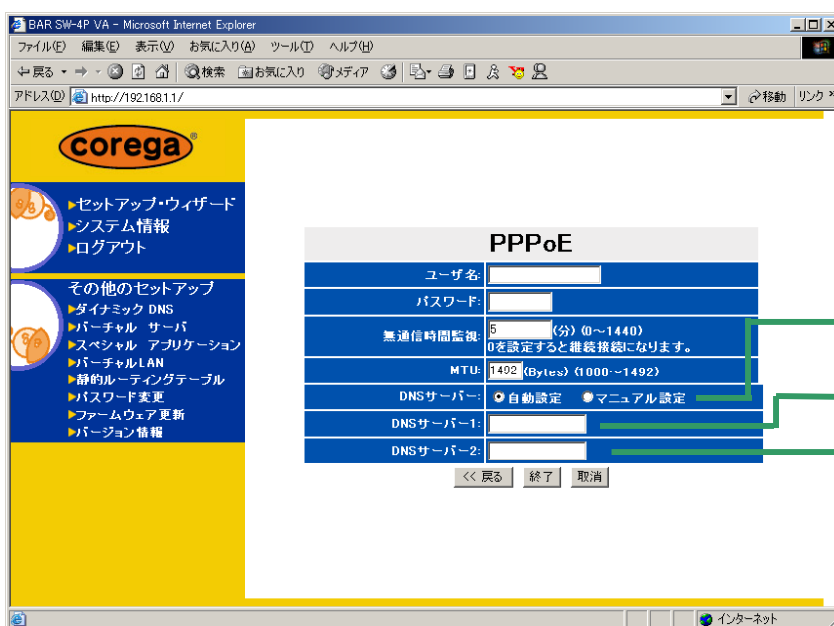 BAR SW-4P VA - Microsoft Internet Explorer
ファイル(F) 編集(E) 表示(V) お気に入り(A) ツール(T) ヘルプ(H)
戻る 検索 お気に入り メディア
アドレス(D) http://192.168.1.1/ 移動 リンク »
corega®
セットアップ・ウィザード
システム情報
ログアウト
その他のセットアップ
ダイナミック DNS
バーチャル サーバ
スペシャル アプリケーション
バーチャルLAN
静的ルーティングテーブル
パスワード変更
ファームウェア更新
バージョン情報
PPPoE
ユーザ名:
パスワード:
無通信時間監視: 5 (分) (0~1440)
0を設定すると継続接続になります。
MTU: 1492 (Bytes) (1000~1492)
DNSサーバー: 自動設定 マニュアル設定
DNSサーバー1:
DNSサーバー2:
<< 戻る 終了 取消
インターネット